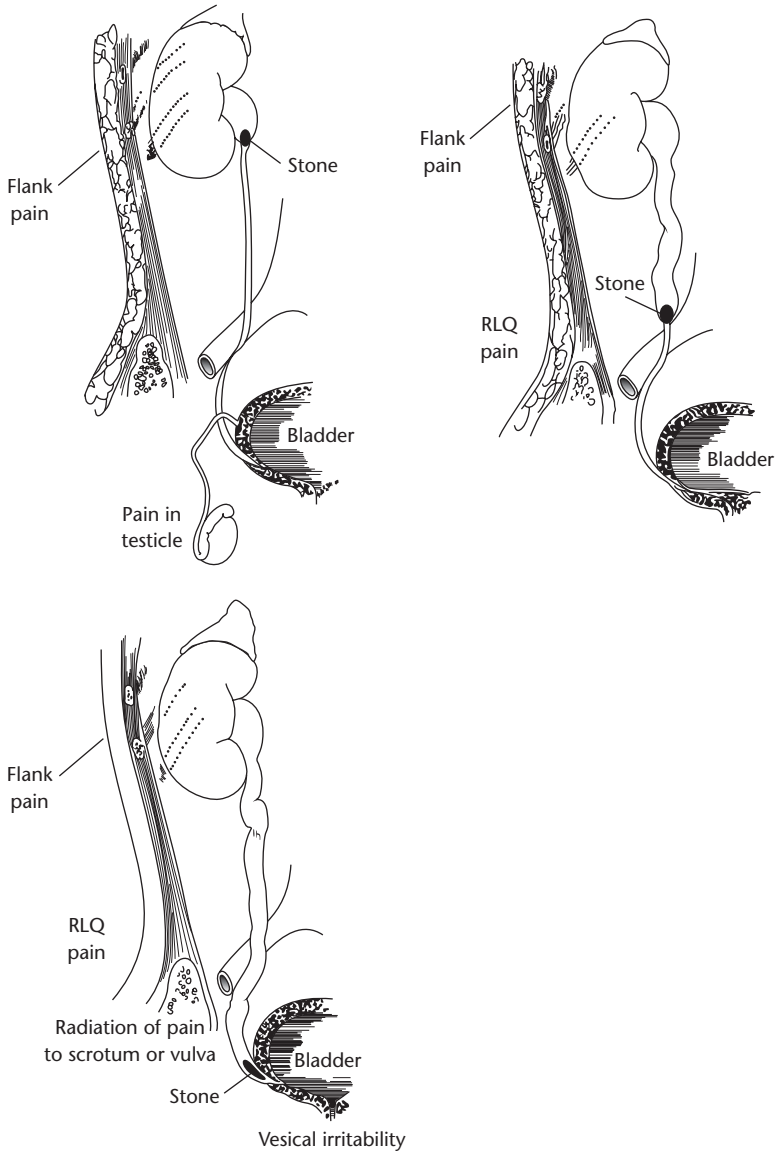 Flank
pain
Stone
Bladder
Pain in
testicle
Flank
pain
Stone
RLQ
pain
Bladder
Flank
pain
RLQ
pain
Radiation of pain
to scrotum or vulva
Bladder
Stone
Vesical irritability